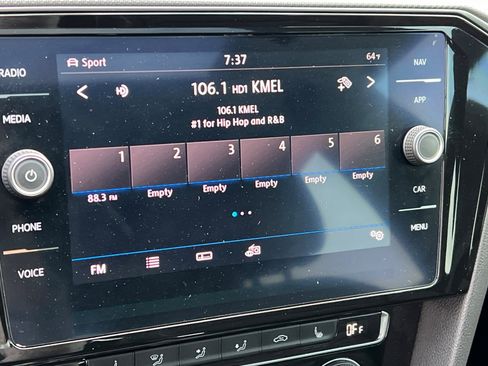 RADIO
Sport
7:37
64°F
NAV
106.1 HD1 KMEL
APP
106.1 KMEL
#1 for Hip Hop and R&B
MEDIA
1 2 3 4 5 6
88.3 FM Empty Empty Empty Empty Empty
CAR
PHONE
MENU
VOICE
FM
OFF